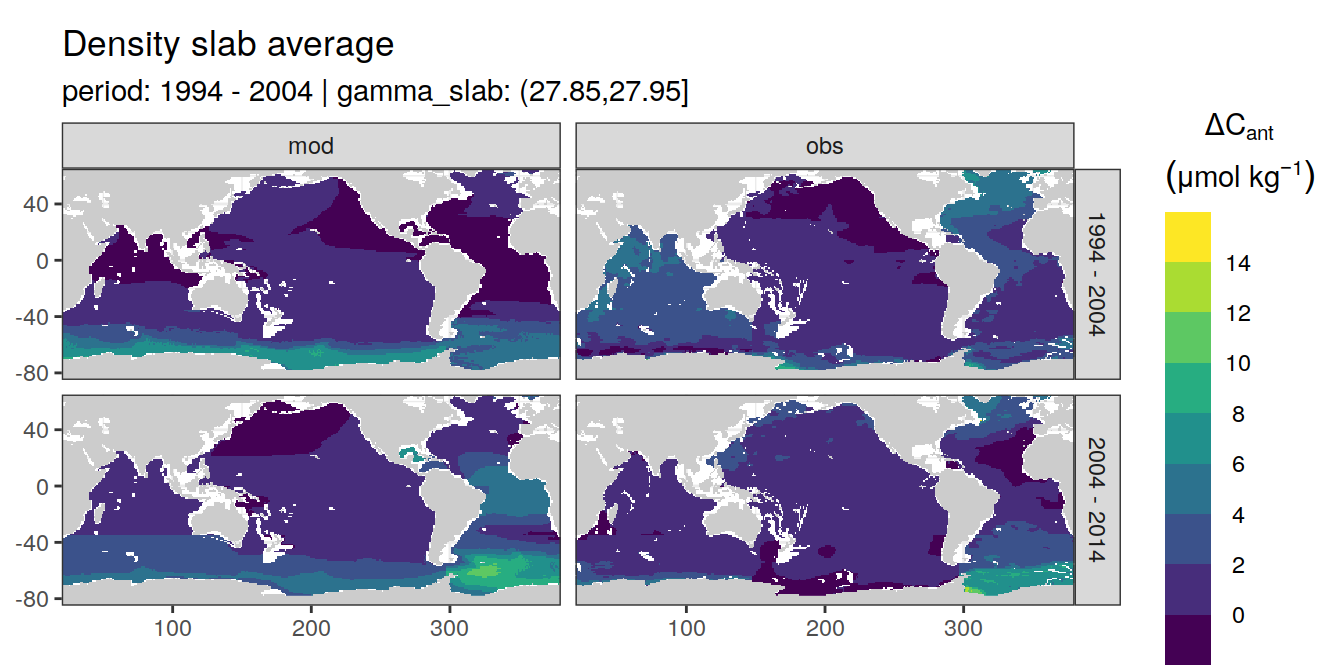 Density slab average
period: 1994 - 2004 | gamma_slab: (27.85,27.95]
mod
obs
ΔCant
(μmol kg⁻¹)
40
0
-40
-80
1994 - 2004
40
0
-40
-80
2004 - 2014
100
200
300
100
200
300
14
12
10
8
6
4
2
0